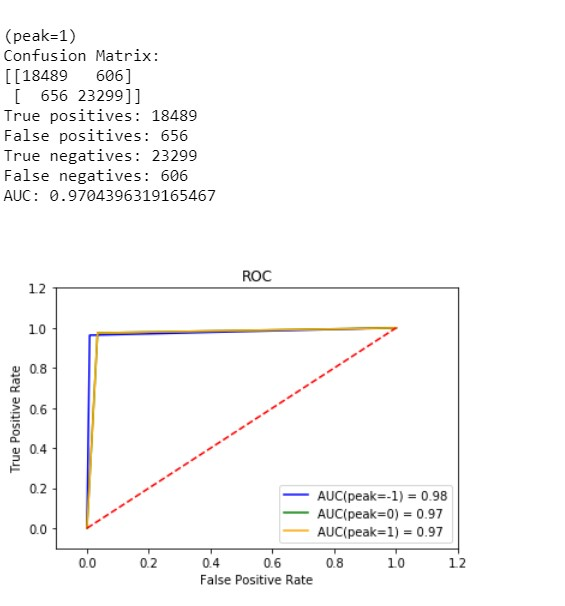 (peak=1)
Confusion Matrix:
[[18489   606]
 [  656 23299]]
True positives: 18489
False positives: 656
True negatives: 23299
False negatives: 606
AUC: 0.9704396319165467
ROC
1.2
1.0
0.8
0.6
0.4
0.2
0.0
True Positive Rate
AUC(peak=-1) = 0.98
AUC(peak=0) = 0.97
AUC(peak=1) = 0.97
0.0 0.2 0.4 0.6 0.8 1.0 1.2
False Positive Rate